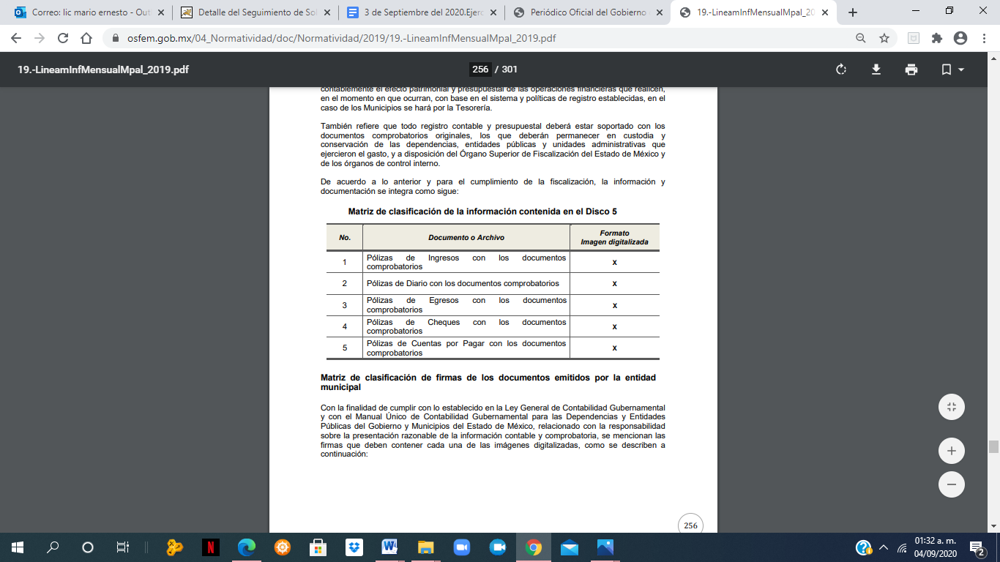 Correo: lic mario ernesto - Out
Detalle del Seguimiento de Sol
3 de Septiembre del 2020.Ejerc
Periódico Oficial del Gobierno
19.-LineamInfMensualMpal_20
osfem.gob.mx/04_Normatividad/doc/Normatividad/2019/19.-LineamInfMensualMpal_2019.pdf
19.-LineamInfMensualMpal_2019.pdf
256 / 301
contablemente el efecto patrimonial y presupuestal de las operaciones financieras que realicen,
en el momento en que ocurran, con base en el sistema y políticas de registro establecidas, en el
caso de los Municipios se hará por la Tesorería.
También refiere que todo registro contable y presupuestal deberá estar soportado con los
documentos comprobatorios originales, los que deberán permanecer en custodia y
conservación de las dependencias, entidades públicas y unidades administrativas que
ejercieron el gasto, y a disposición del Órgano Superior de Fiscalización del Estado de México y
de los órganos de control interno.
De acuerdo a lo anterior y para el cumplimiento de la fiscalización, la información y
documentación se integra como sigue:
Matriz de clasificación de la información contenida en el Disco 5
No. Documento o Archivo Formato
Imagen digitalizada
1 Pólizas de Ingresos con los documentos
comprobatorios x
2 Pólizas de Diario con los documentos comprobatorios x
3 Pólizas de Egresos con los documentos
comprobatorios x
4 Pólizas de Cheques con los documentos
comprobatorios x
5 Pólizas de Cuentas por Pagar con los documentos
comprobatorios x
Matriz de clasificación de firmas de los documentos emitidos por la entidad
municipal
Con la finalidad de cumplir con lo establecido en la Ley General de Contabilidad Gubernamental
y con el Manual Único de Contabilidad Gubernamental para las Dependencias y Entidades
Públicas del Gobierno y Municipios del Estado de México, relacionado con la responsabilidad
sobre la presentación razonable de la información contable y comprobatoria, se mencionan las
firmas que deben contener cada una de las imágenes digitalizadas, como se describen a
continuación:
256
01:32 a. m.
04/09/2020
2